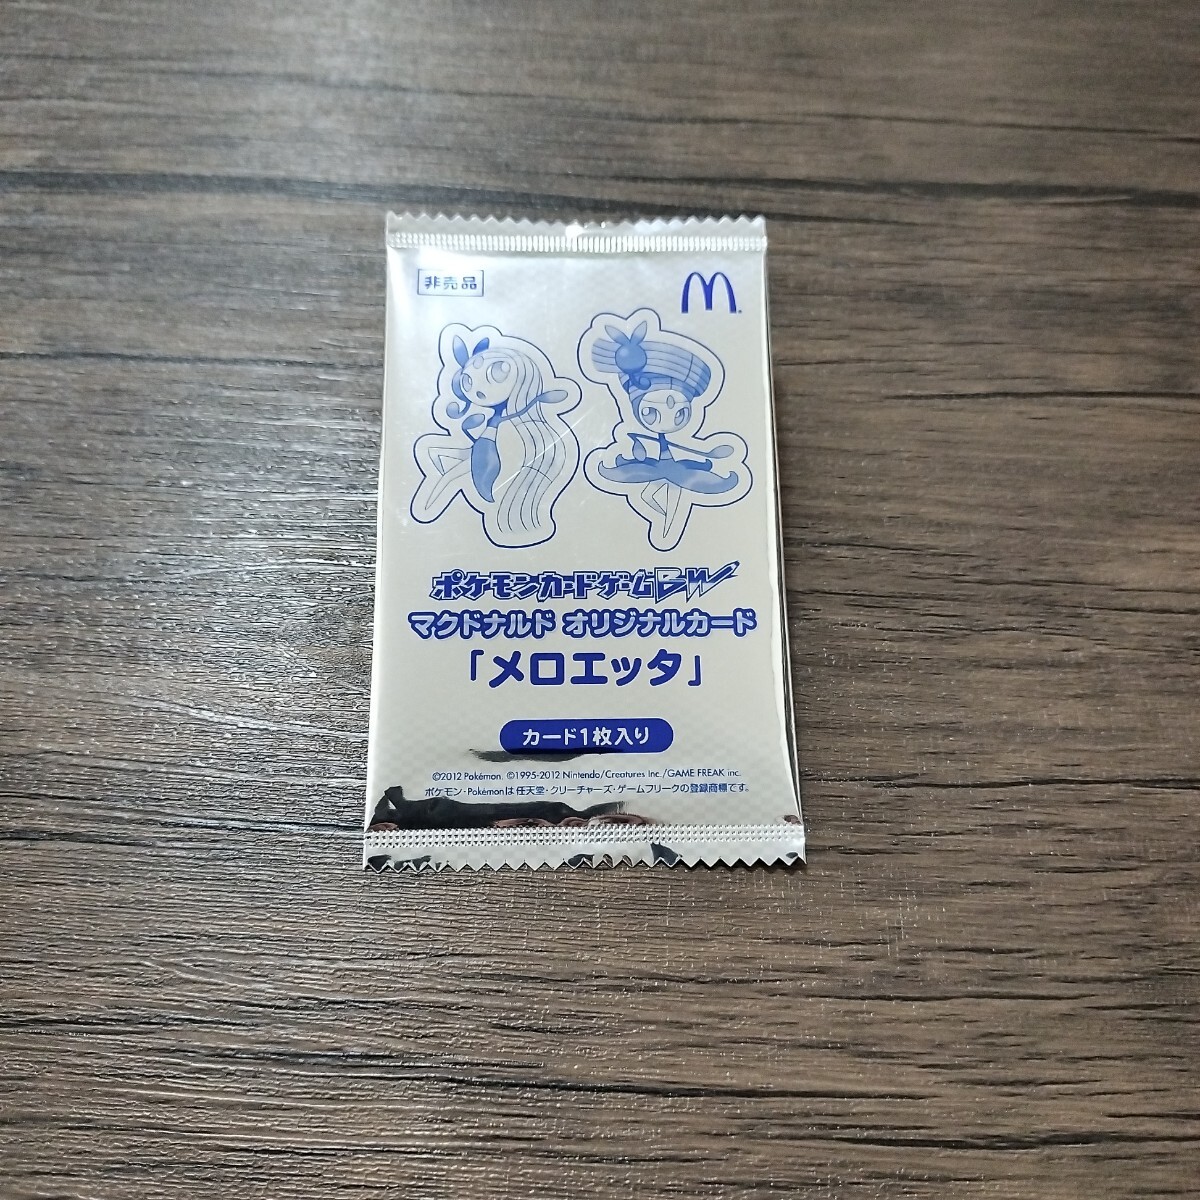 非売品
M.
ポケモンカードゲームBW
マクドナルド オリジナルカード
「メロエッタ」
カード1枚入り
©2012 Pokémon. ©1995-2012 Nintendo/Creatures Inc./GAME FREAK inc.
ポケモン・Pokémonは任天堂・クリーチャーズ・ゲームフリークの登録商標です。